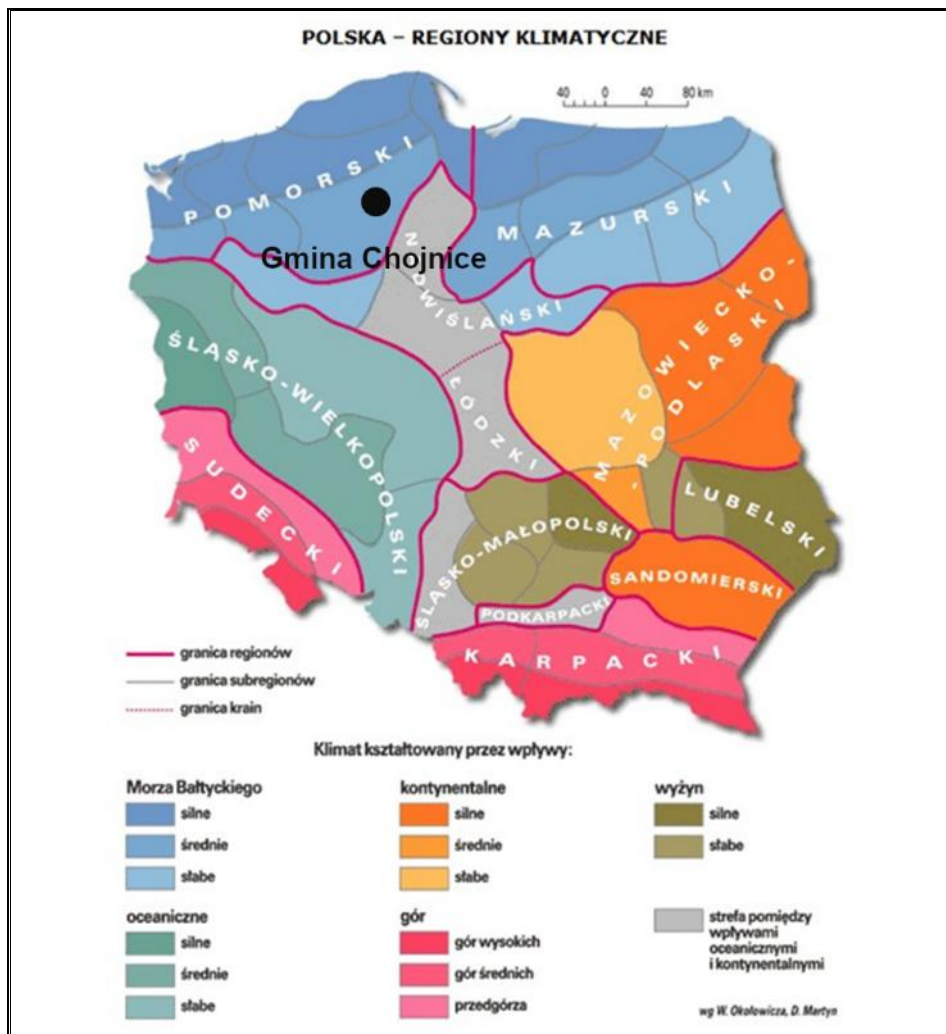 POLSKA – REGIONY KLIMATYCZNE
40 0 40 80 km
POMORSKI
MAZURSKI
Gmina Chojnice
NADWIŚLAŃSKI
MAZOWIECKO-
-PODLASKI
ŚLĄSKO-WIELKOPOLSKI
ŁÓDZKI
SUDECKI
LUBELSKI
ŚLĄSKO-MAŁOPOLSKI
SANDOMIERSKI
PODKARPACKI
KARPACKI
granica regionów
granica subregionów
granica krain
Klimat kształtowany przez wpływy:
Morza Bałtyckiego
silne
średnie
słabe
oceaniczne
silne
średnie
słabe
kontynentalne
silne
średnie
słabe
gór
gór wysokich
gór średnich
przedgórza
wyżyn
silne
słabe
strefa pomiędzy
wpływami
oceanicznymi
i kontynentalnymi
wg W. Okołowicza, D. Martyn